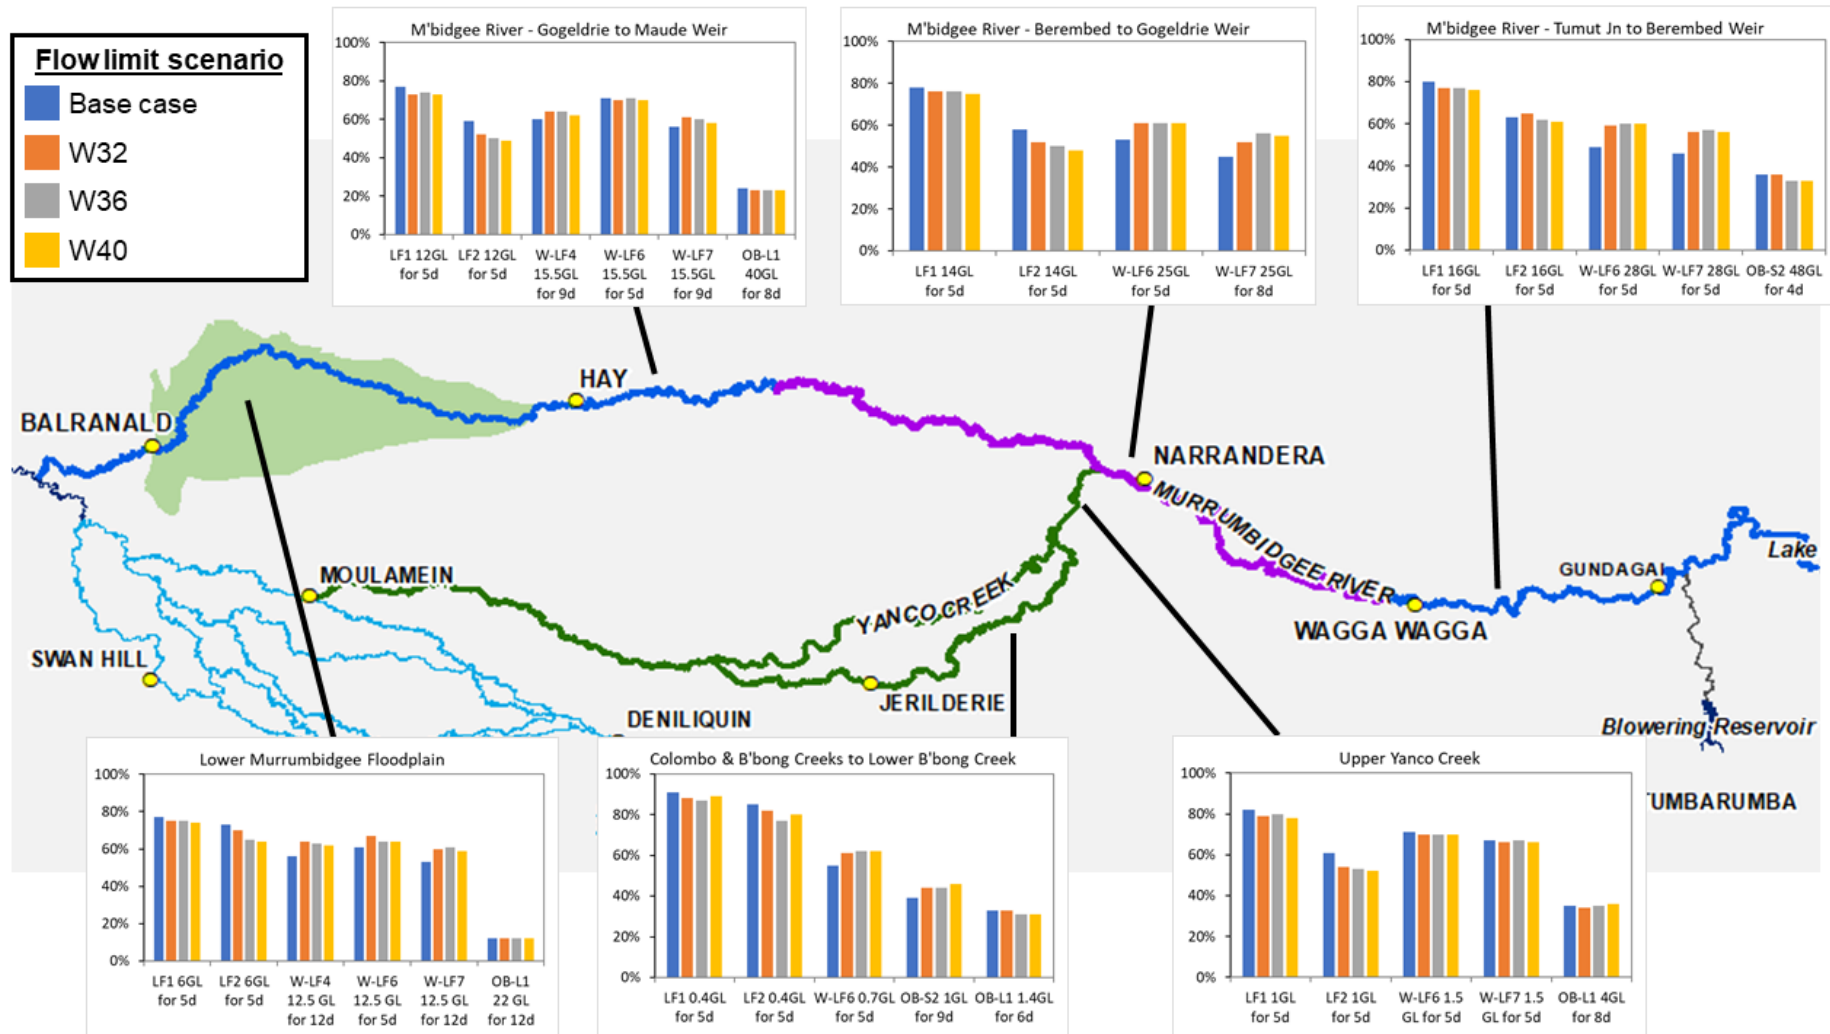 Flow limit scenario
Base case
W32
W36
W40
M'bidgee River - Gogeldrie to Maude Weir
100%
80%
60%
40%
20%
0%
LF1 12GL LF2 12GL W-LF4 W-LF6 W-LF7 OB-L1
for 5d for 5d 15.5GL 15.5GL 15.5GL 40GL
for 9d for 5d for 9d for 8d
M'bidgee River - Berembed to Gogeldrie Weir
100%
80%
60%
40%
20%
0%
LF1 14GL LF2 14GL W-LF6 25GL W-LF7 25GL
for 5d for 5d for 5d for 8d
M'bidgee River - Tumut Jn to Berembed Weir
100%
80%
60%
40%
20%
0%
LF1 16GL LF2 16GL W-LF6 28GL W-LF7 28GL OB-S2 48GL
for 5d for 5d for 5d for 5d for 4d
HAY
BALRANALD
NARRANDERA
MURRUMBIDGEE RIVER
Lake
GUNDAGAI
MOULAMEIN
YANCO CREEK
WAGGA WAGGA
SWAN HILL
JERILDERIE
DENILIQUIN
Blowering Reservoir
TUMBARUMBA
Lower Murrumbidgee Floodplain
100%
80%
60%
40%
20%
0%
LF1 6GL LF2 6GL W-LF4 W-LF6 W-LF7 OB-L1
for 5d for 5d 12.5 GL 12.5 GL 12.5 GL 22 GL
for 12d for 5d for 12d for 12d
Colombo & B'bong Creeks to Lower B'bong Creek
100%
80%
60%
40%
20%
0%
LF1 0.4GL LF2 0.4GL W-LF6 0.7GL OB-S2 1GL OB-L1 1.4GL
for 5d for 5d for 5d for 9d for 6d
Upper Yanco Creek
100%
80%
60%
40%
20%
0%
LF1 1GL LF2 1GL W-LF6 1.5 W-LF7 1.5 OB-L1 4GL
for 5d for 5d GL for 5d GL for 5d for 8d